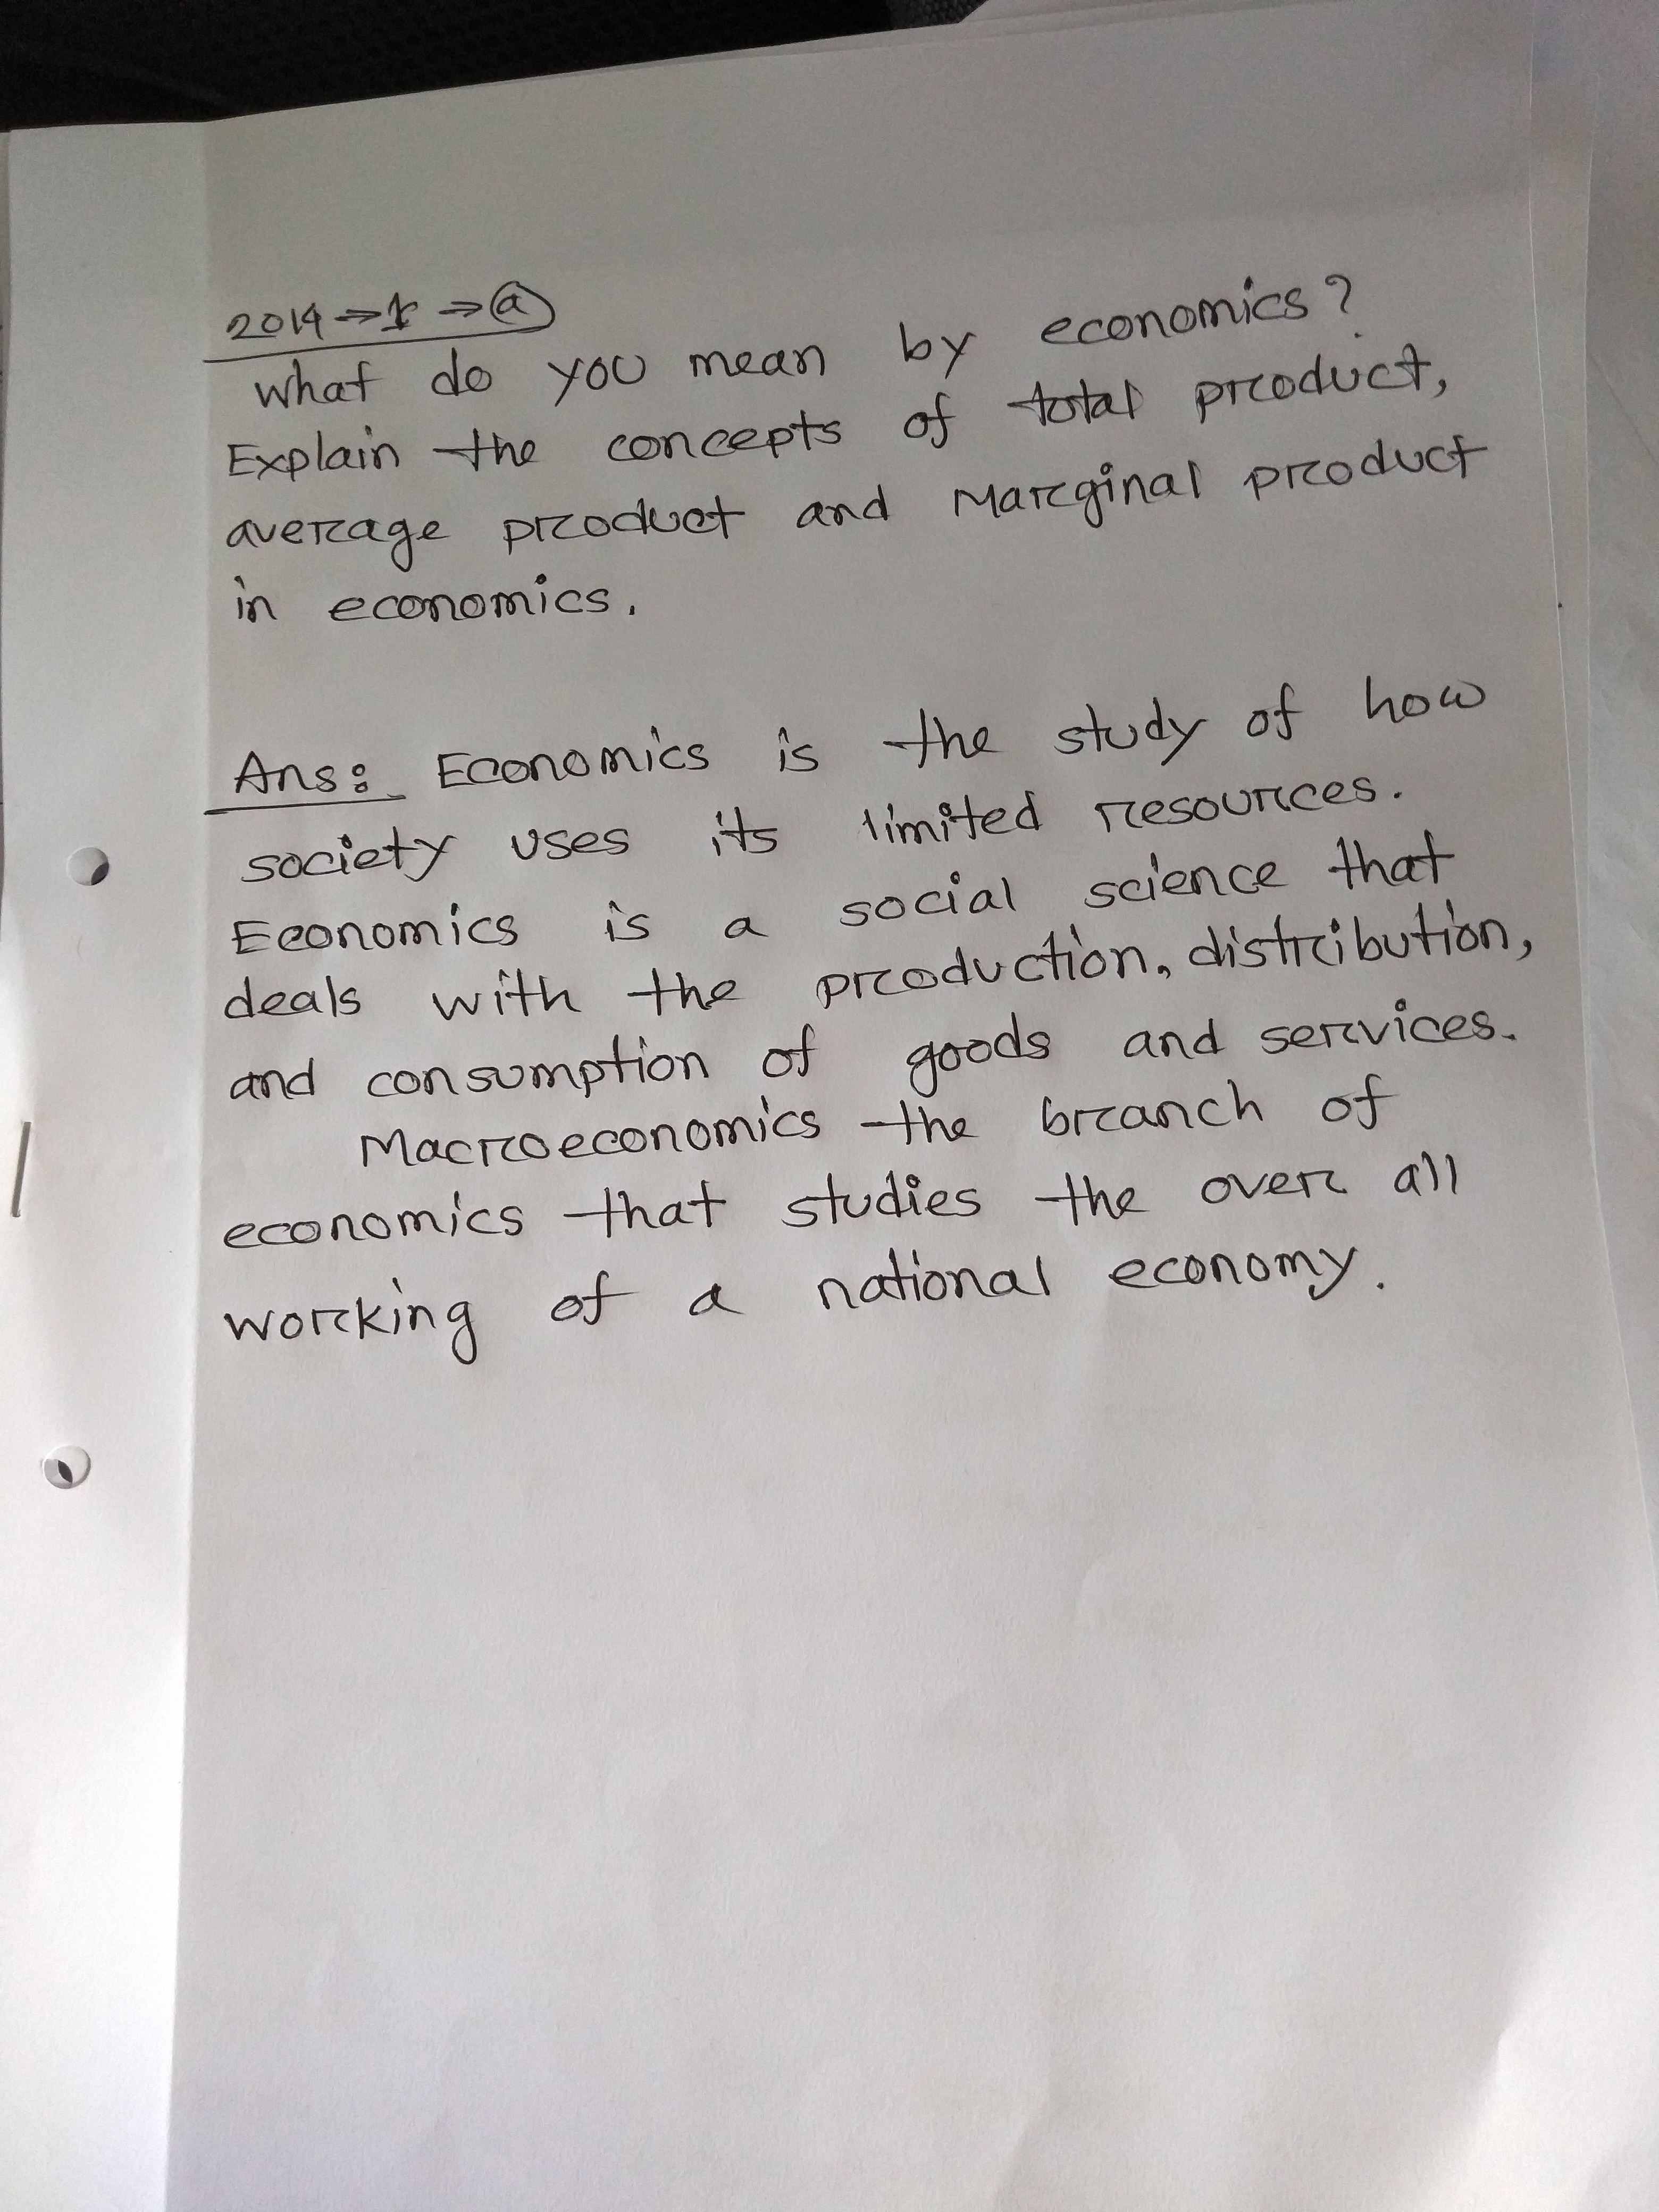 2014 ⇒ 1 ⇒ ⓐ
What do you mean by economics?
Explain the concepts of total product,
average product and Marginal product
in economics.
Ans: Economics is the study of how
society uses its limited resources.
Economics is a social science that
deals with the production, distribution,
and consumption of goods and services.
Macroeconomics the branch of
economics that studies the over all
working of a national economy.